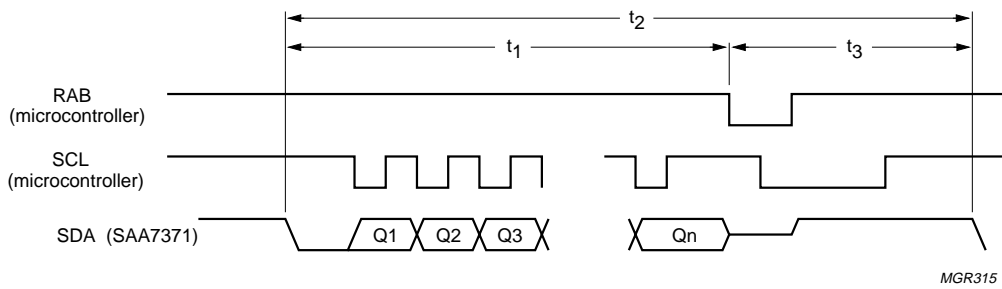 t2
t1
t3
RAB
(microcontroller)
SCL
(microcontroller)
SDA (SAA7371)
Q1
Q2
Q3
Qn
MGR315